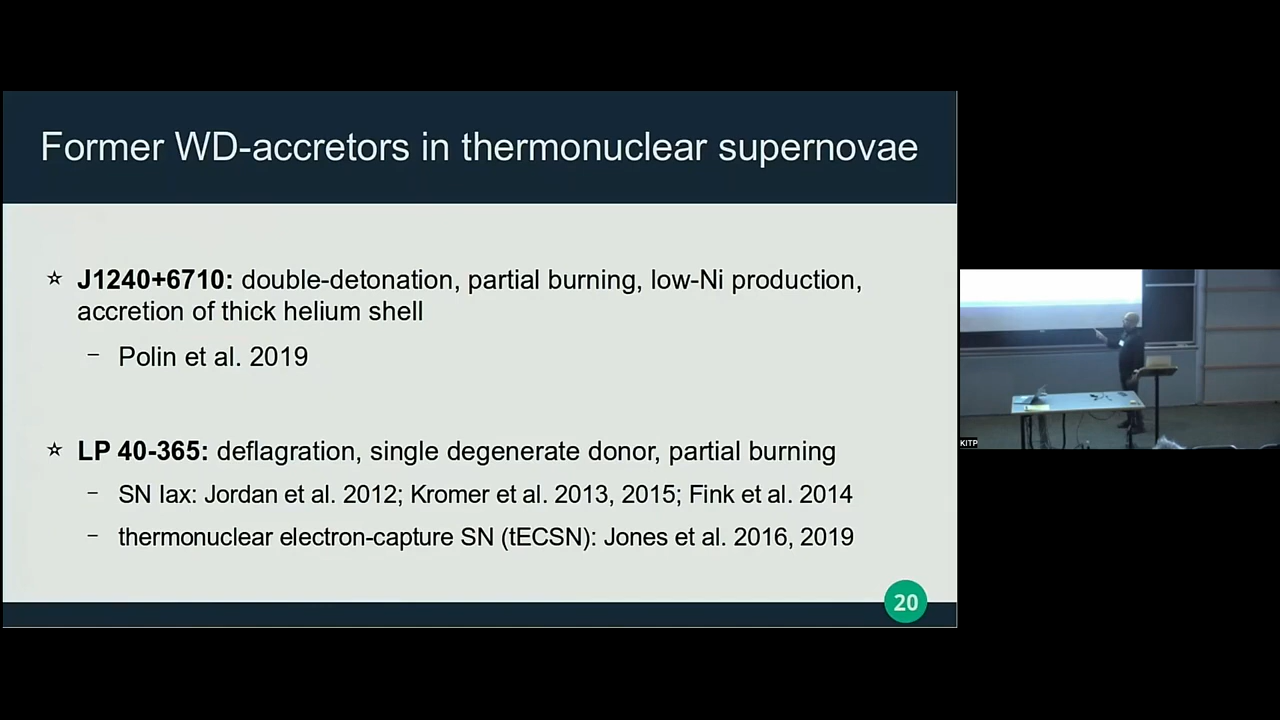 Former WD-accretors in thermonuclear supernovae
☆ J1240+6710: double-detonation, partial burning, low-Ni production,
accretion of thick helium shell
– Polin et al. 2019
☆ LP 40-365: deflagration, single degenerate donor, partial burning
– SN Iax: Jordan et al. 2012; Kromer et al. 2013, 2015; Fink et al. 2014
– thermonuclear electron-capture SN (tECSN): Jones et al. 2016, 2019
20
KITP